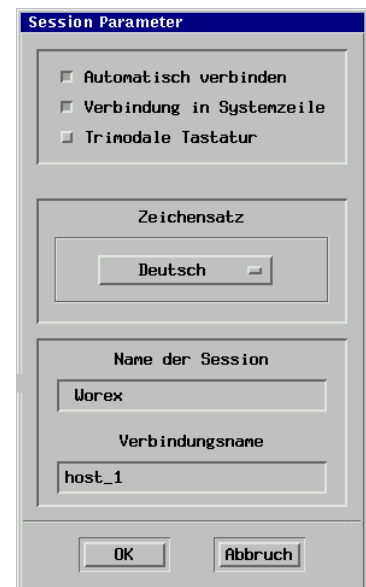 Session Parameter
Automatisch verbinden
Verbindung in Systemzeile
Trimodale Tastatur
Zeichensatz
Deutsch
Name der Session
Worex
Verbindungsname
host_1
OK Abbruch